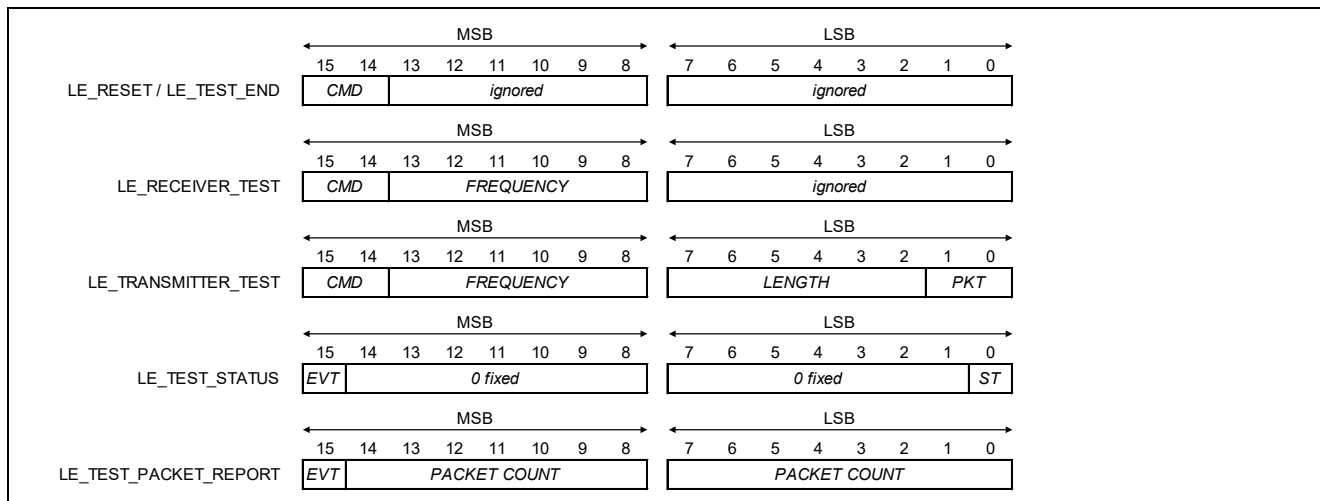 MSB LSB
15 14 13 12 11 10 9 8 7 6 5 4 3 2 1 0
LE_RESET / LE_TEST_END CMD ignored ignored
MSB LSB
15 14 13 12 11 10 9 8 7 6 5 4 3 2 1 0
LE_RECEIVER_TEST CMD FREQUENCY ignored
MSB LSB
15 14 13 12 11 10 9 8 7 6 5 4 3 2 1 0
LE_TRANSMITTER_TEST CMD FREQUENCY LENGTH PKT
MSB LSB
15 14 13 12 11 10 9 8 7 6 5 4 3 2 1 0
LE_TEST_STATUS EVT 0 fixed 0 fixed ST
MSB LSB
15 14 13 12 11 10 9 8 7 6 5 4 3 2 1 0
LE_TEST_PACKET_REPORT EVT PACKET COUNT PACKET COUNT